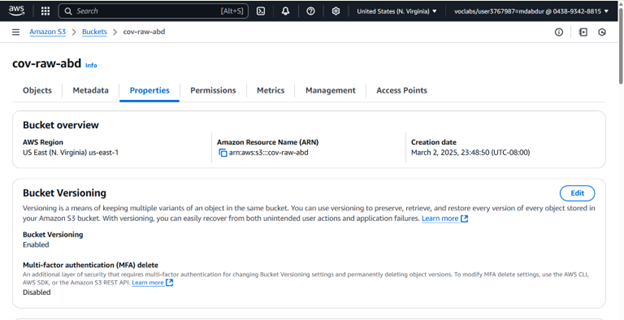 aws Search [Alt+S] United States (N. Virginia) voclabs/user3767987=mdabdur @ 0438-9342-8815
Amazon S3 > Buckets > cov-raw-abd
cov-raw-abd Info
Objects Metadata Properties Permissions Metrics Management Access Points
Bucket overview
AWS Region Amazon Resource Name (ARN) Creation date
US East (N. Virginia) us-east-1 arn:aws:s3:::cov-raw-abd March 2, 2025, 23:48:50 (UTC-08:00)
Bucket Versioning Edit
Versioning is a means of keeping multiple variants of an object in the same bucket. You can use versioning to preserve, retrieve, and restore every version of every object stored in
your Amazon S3 bucket. With versioning, you can easily recover from both unintended user actions and application failures. Learn more
Bucket Versioning
Enabled
Multi-factor authentication (MFA) delete
An additional layer of security that requires multi-factor authentication for changing Bucket Versioning settings and permanently deleting object versions. To modify MFA delete settings, use the AWS CLI,
AWS SDK, or the Amazon S3 REST API. Learn more
Disabled